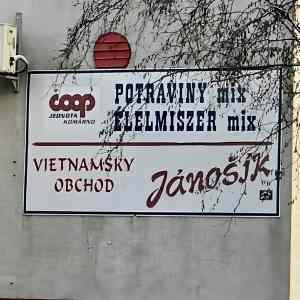 coop
JEDNOTA
KOMÁRNO
POTRAVINY mix
ÉLELMISZER mix
VIETNAMSKÝ
OBCHOD
JÁNOŠÍK